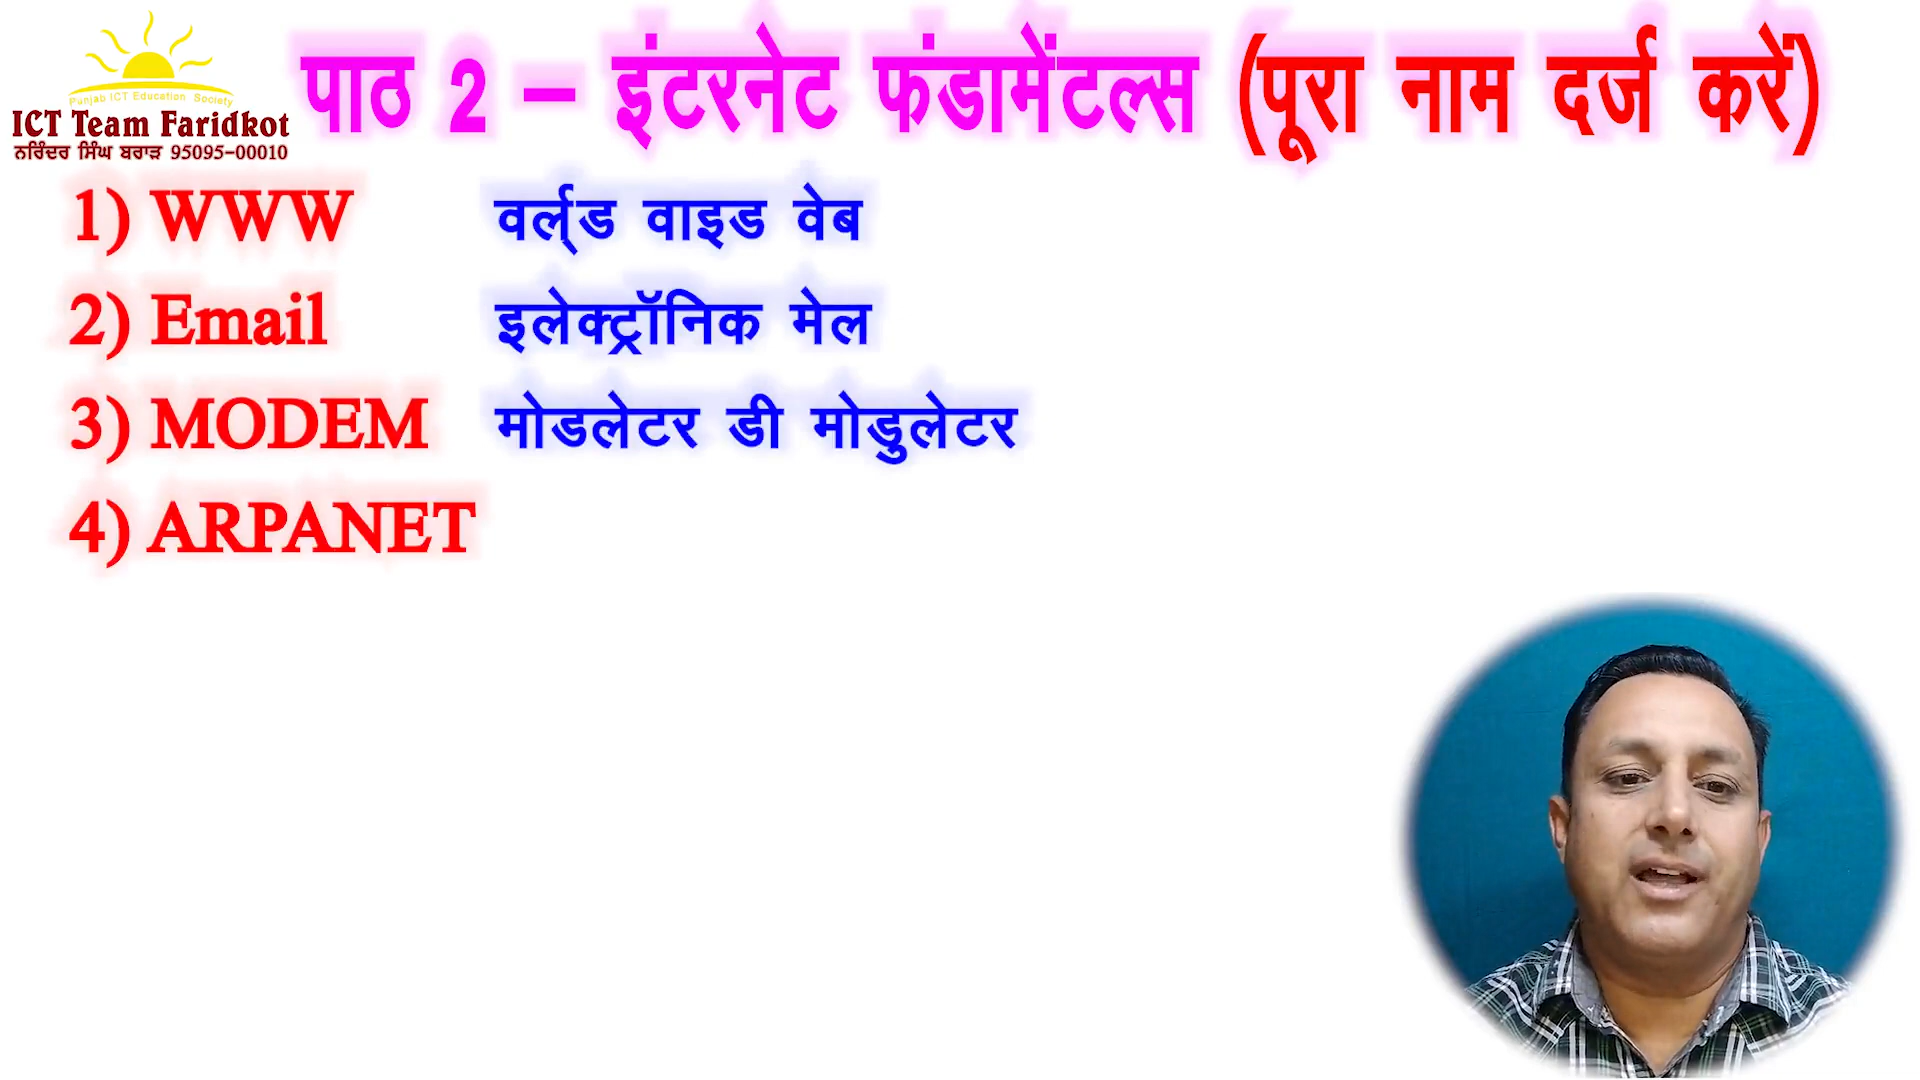 Punjab ICT Education Society
ICT Team Faridkot
ਨਰਿੰਦਰ ਸਿੰਘ ਬਰਾੜ 95095-00010
पाठ 2 – इंटरनेट फंडामेंटल्स (पूरा नाम दर्ज करें)
1) WWW वर्ल्ड वाइड वेब
2) Email इलेक्ट्रॉनिक मेल
3) MODEM मोडलेटर डी मोडुलेटर
4) ARPANET